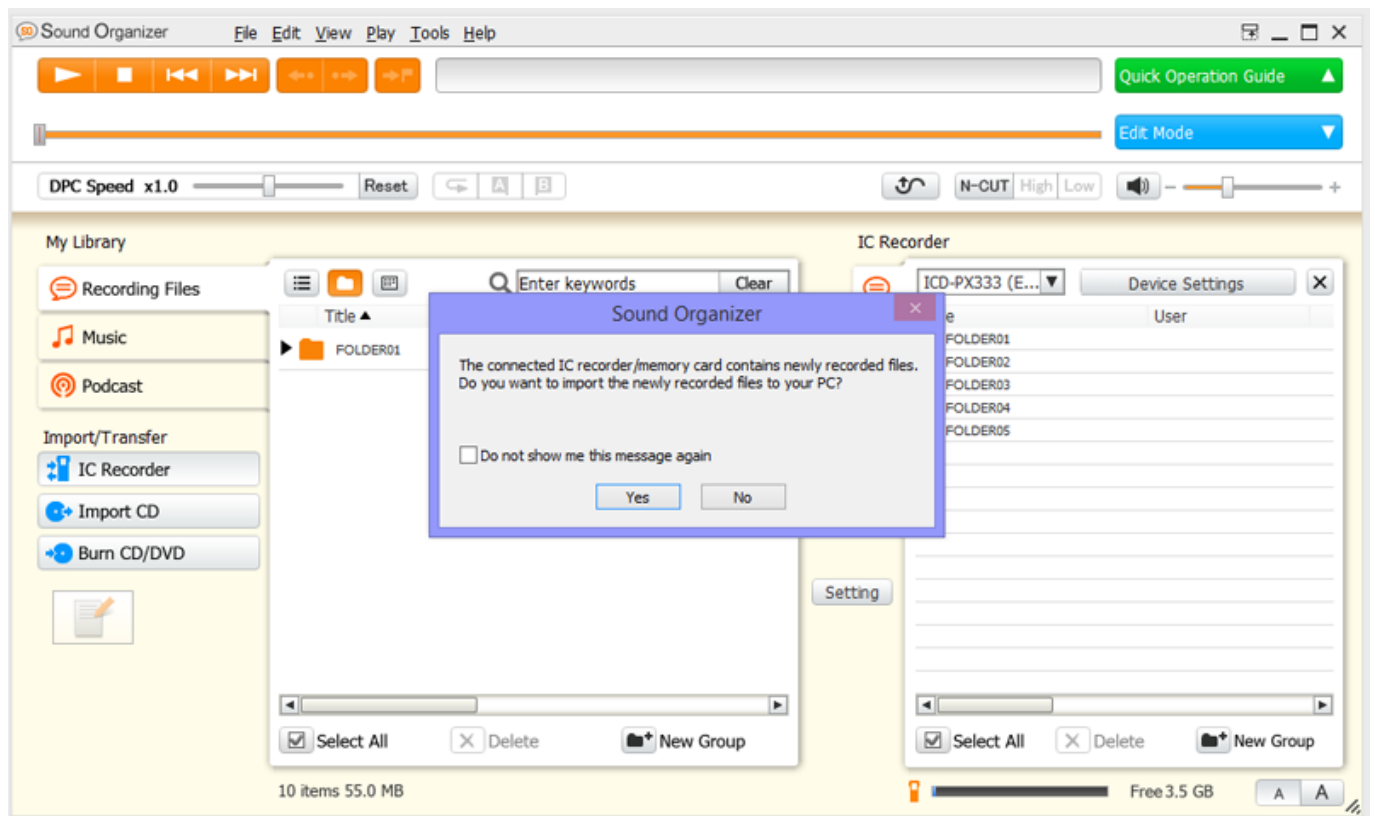 Sound Organizer File Edit View Play Tools Help
Quick Operation Guide
Edit Mode
DPC Speed x1.0 Reset A B N-CUT High Low
My Library
IC Recorder
Recording Files
Music
Podcast
Import/Transfer
IC Recorder
Import CD
Burn CD/DVD
Enter keywords Clear
Title
FOLDER01
Sound Organizer
The connected IC recorder/memory card contains newly recorded files.
Do you want to import the newly recorded files to your PC?
Do not show me this message again
Yes No
Setting
ICD-PX333 (E... Device Settings
e User
FOLDER01
FOLDER02
FOLDER03
FOLDER04
FOLDER05
Select All Delete New Group
Select All Delete New Group
10 items 55.0 MB
Free 3.5 GB A A